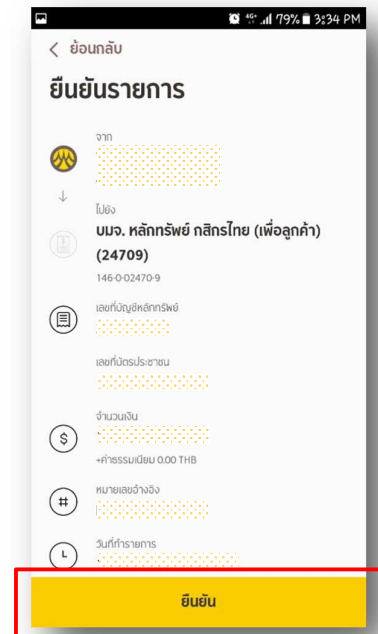 4G+ 79% 3:34 PM
< ย้อนกลับ
ยืนยันรายการ
จาก
ไปยัง
บมจ. หลักทรัพย์ กสิกรไทย (เพื่อลูกค้า)
(24709)
146-0-02470-9
เลขที่บัญชีหลักทรัพย์
เลขที่บัตรประชาชน
จำนวนเงิน
$
+ค่าธรรมเนียม 0.00 THB
หมายเลขอ้างอิง
#
วันที่ทำรายการ
ยืนยัน